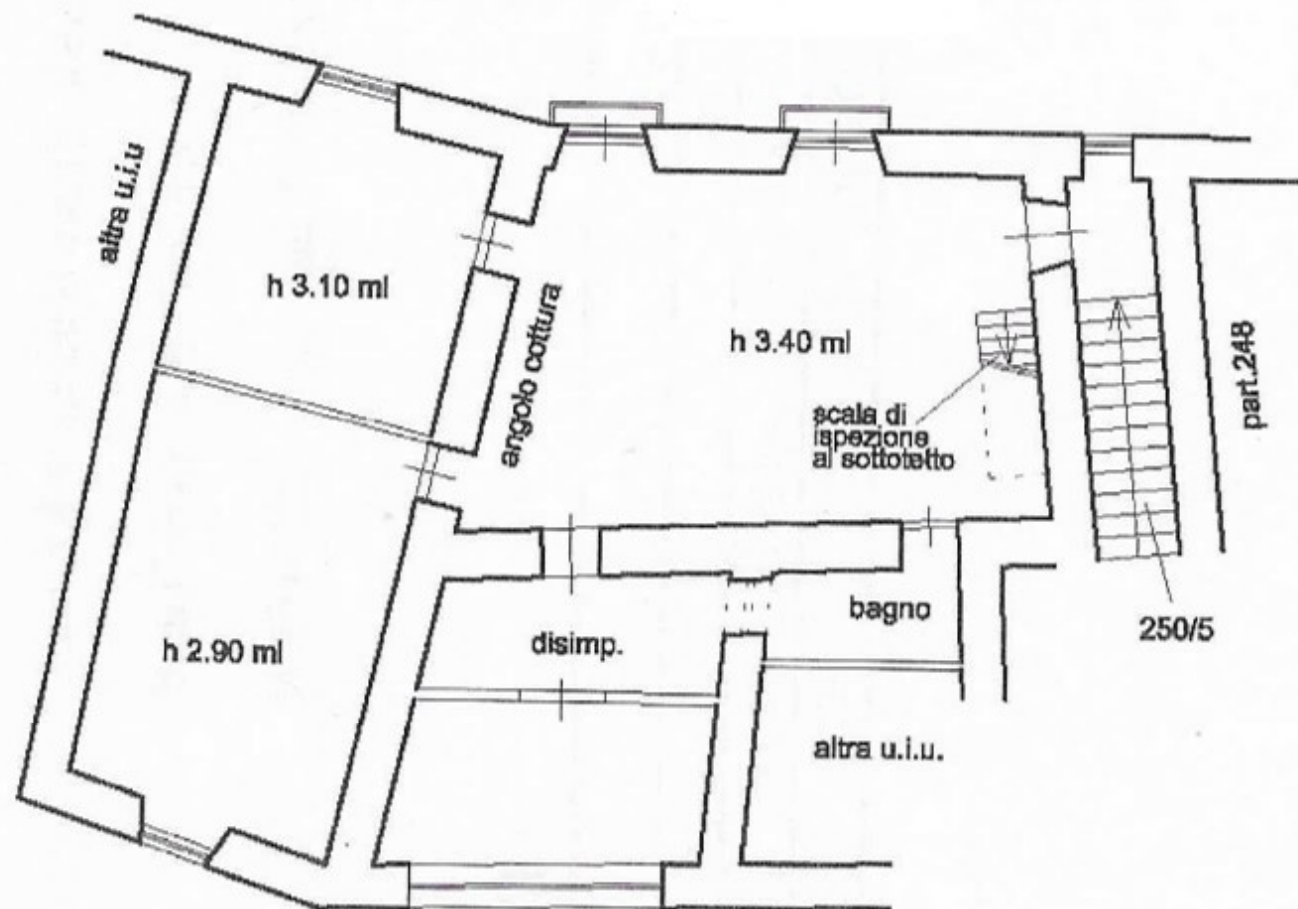 altra u.i.u
h 3.10 ml
angolo cottura
h 3.40 ml
scala di
ispezione
al sottotetto
part.248
h 2.90 ml
disimp.
bagno
250/5
altra u.i.u.